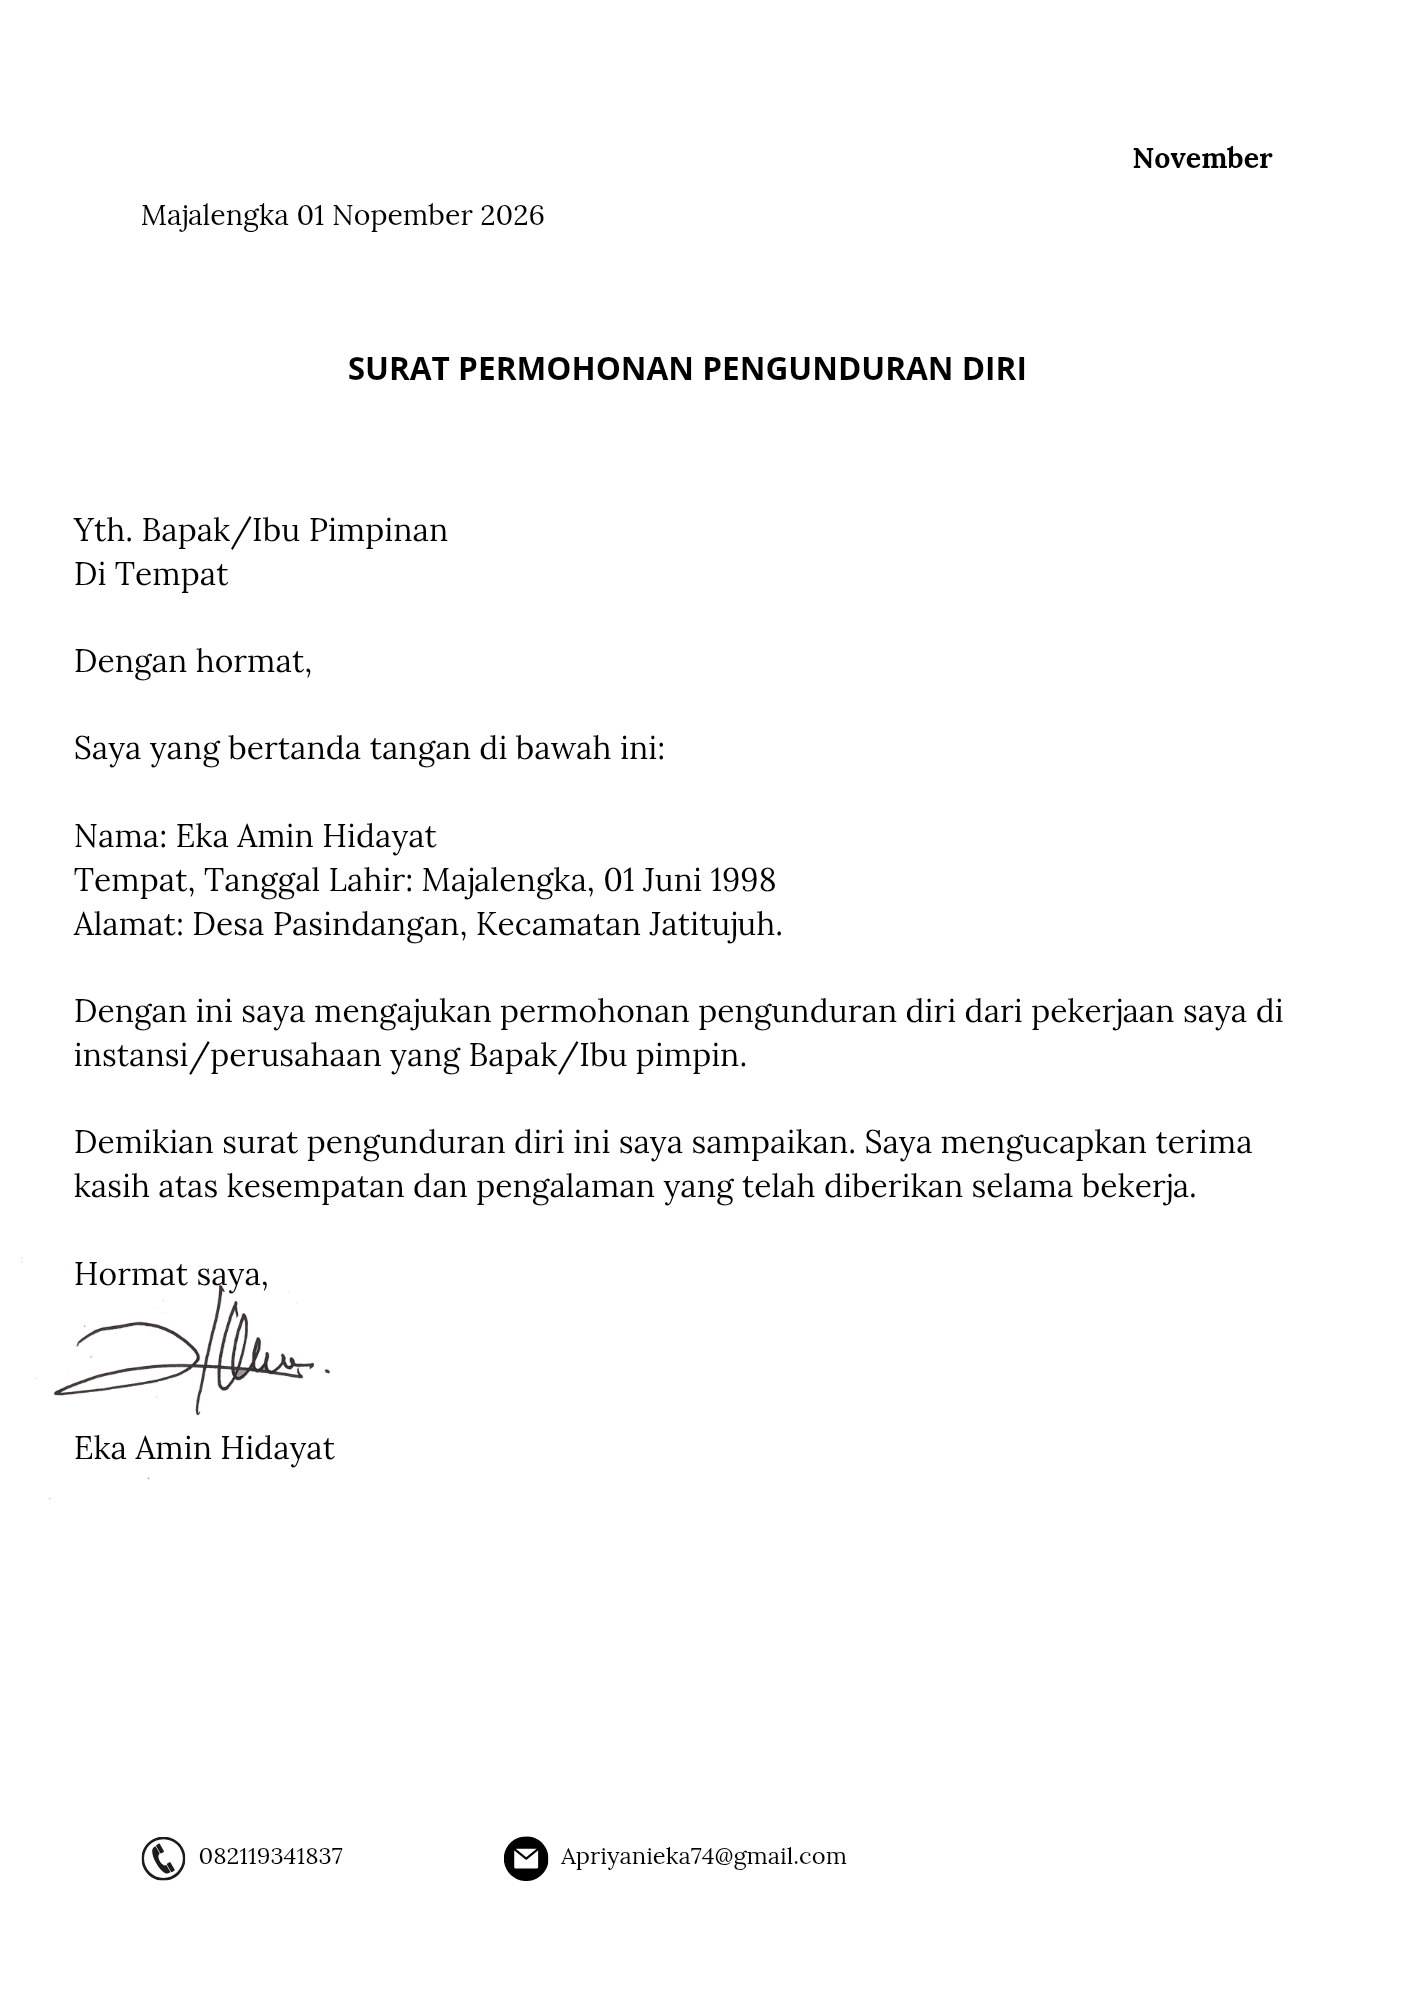 November
Majalengka 01 Nopember 2026
SURAT PERMOHONAN PENGUNDURAN DIRI
Yth. Bapak/Ibu Pimpinan
Di Tempat
Dengan hormat,
Saya yang bertanda tangan di bawah ini:
Nama: Eka Amin Hidayat
Tempat, Tanggal Lahir: Majalengka, 01 Juni 1998
Alamat: Desa Pasindangan, Kecamatan Jatitujuh.
Dengan ini saya mengajukan permohonan pengunduran diri dari pekerjaan saya di
instansi/perusahaan yang Bapak/Ibu pimpin.
Demikian surat pengunduran diri ini saya sampaikan. Saya mengucapkan terima
kasih atas kesempatan dan pengalaman yang telah diberikan selama bekerja.
Hormat saya,
Eka Amin Hidayat
082119341837
Apriyanieka74@gmail.com